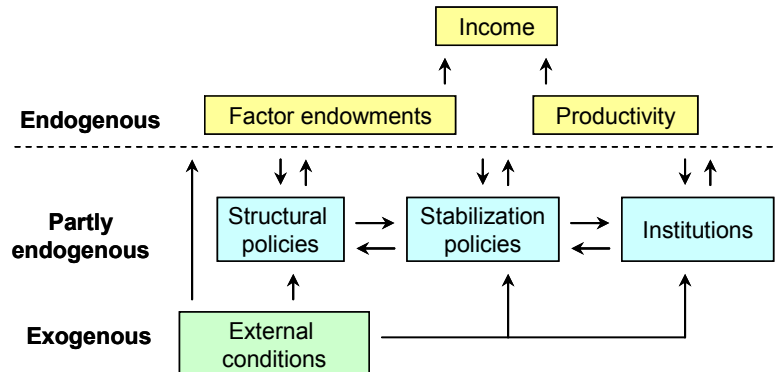 Income
Endogenous
Factor endowments
Productivity
Partly
endogenous
Structural
policies
Stabilization
policies
Institutions
Exogenous
External
conditions